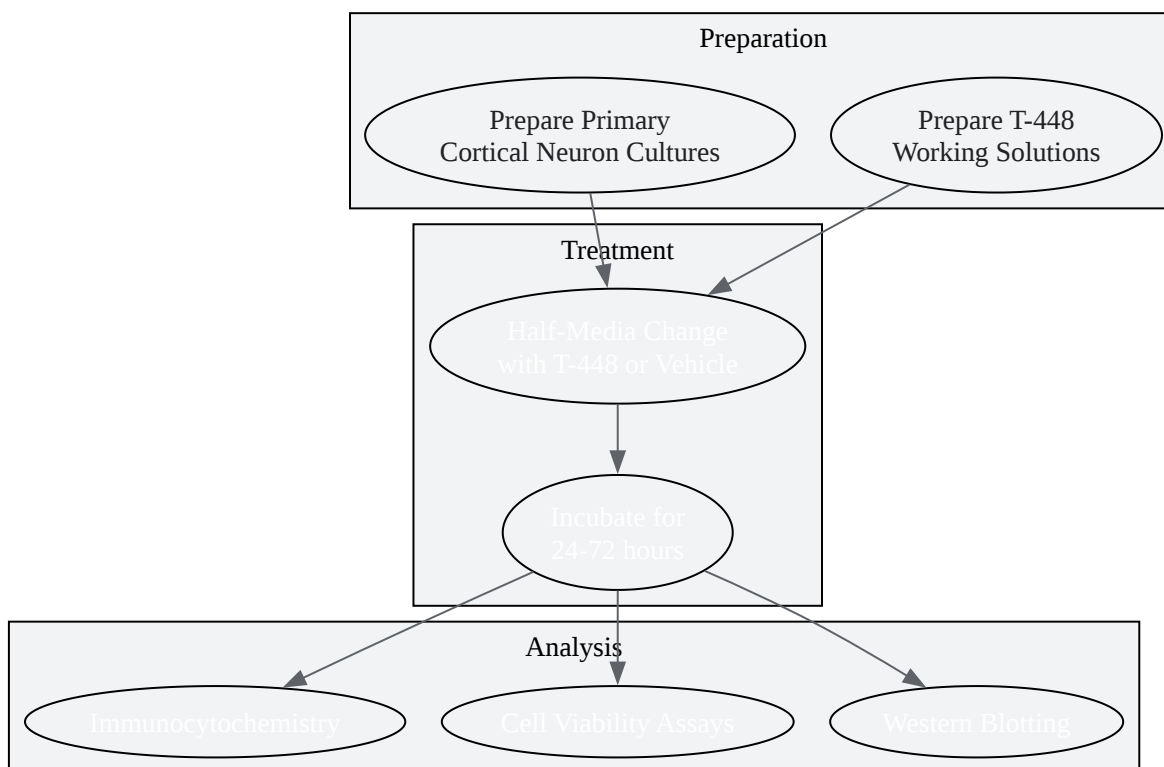 Preparation
Prepare Primary
Cortical Neuron Cultures
Prepare T-448
Working Solutions
Treatment
Half-Media Change
with T-448 or Vehicle
Incubate for
24-72 hours
Analysis
Immunocytochemistry
Cell Viability Assays
Western Blotting